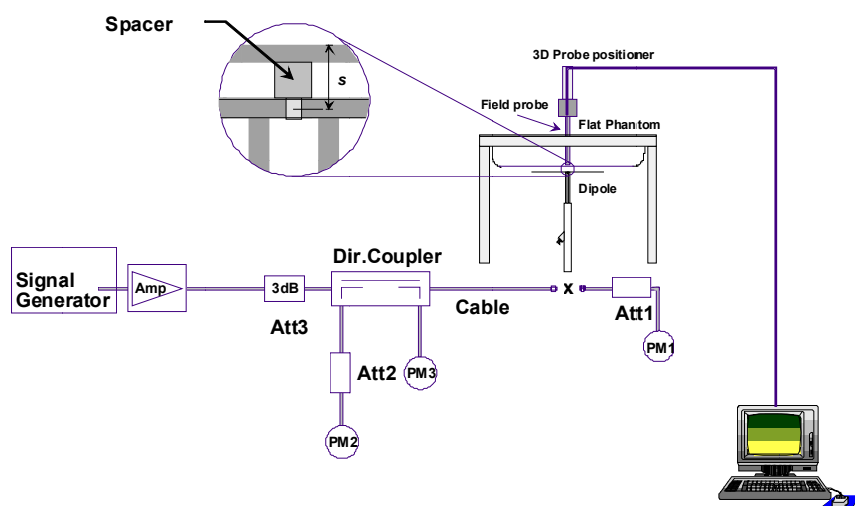 Spacer
s
3D Probe positioner
Field probe
Flat Phantom
Dipole
Signal
Generator
Amp
3dB
Att3
Dir.Coupler
Cable
x
Att1
PM1
Att2
PM3
PM2